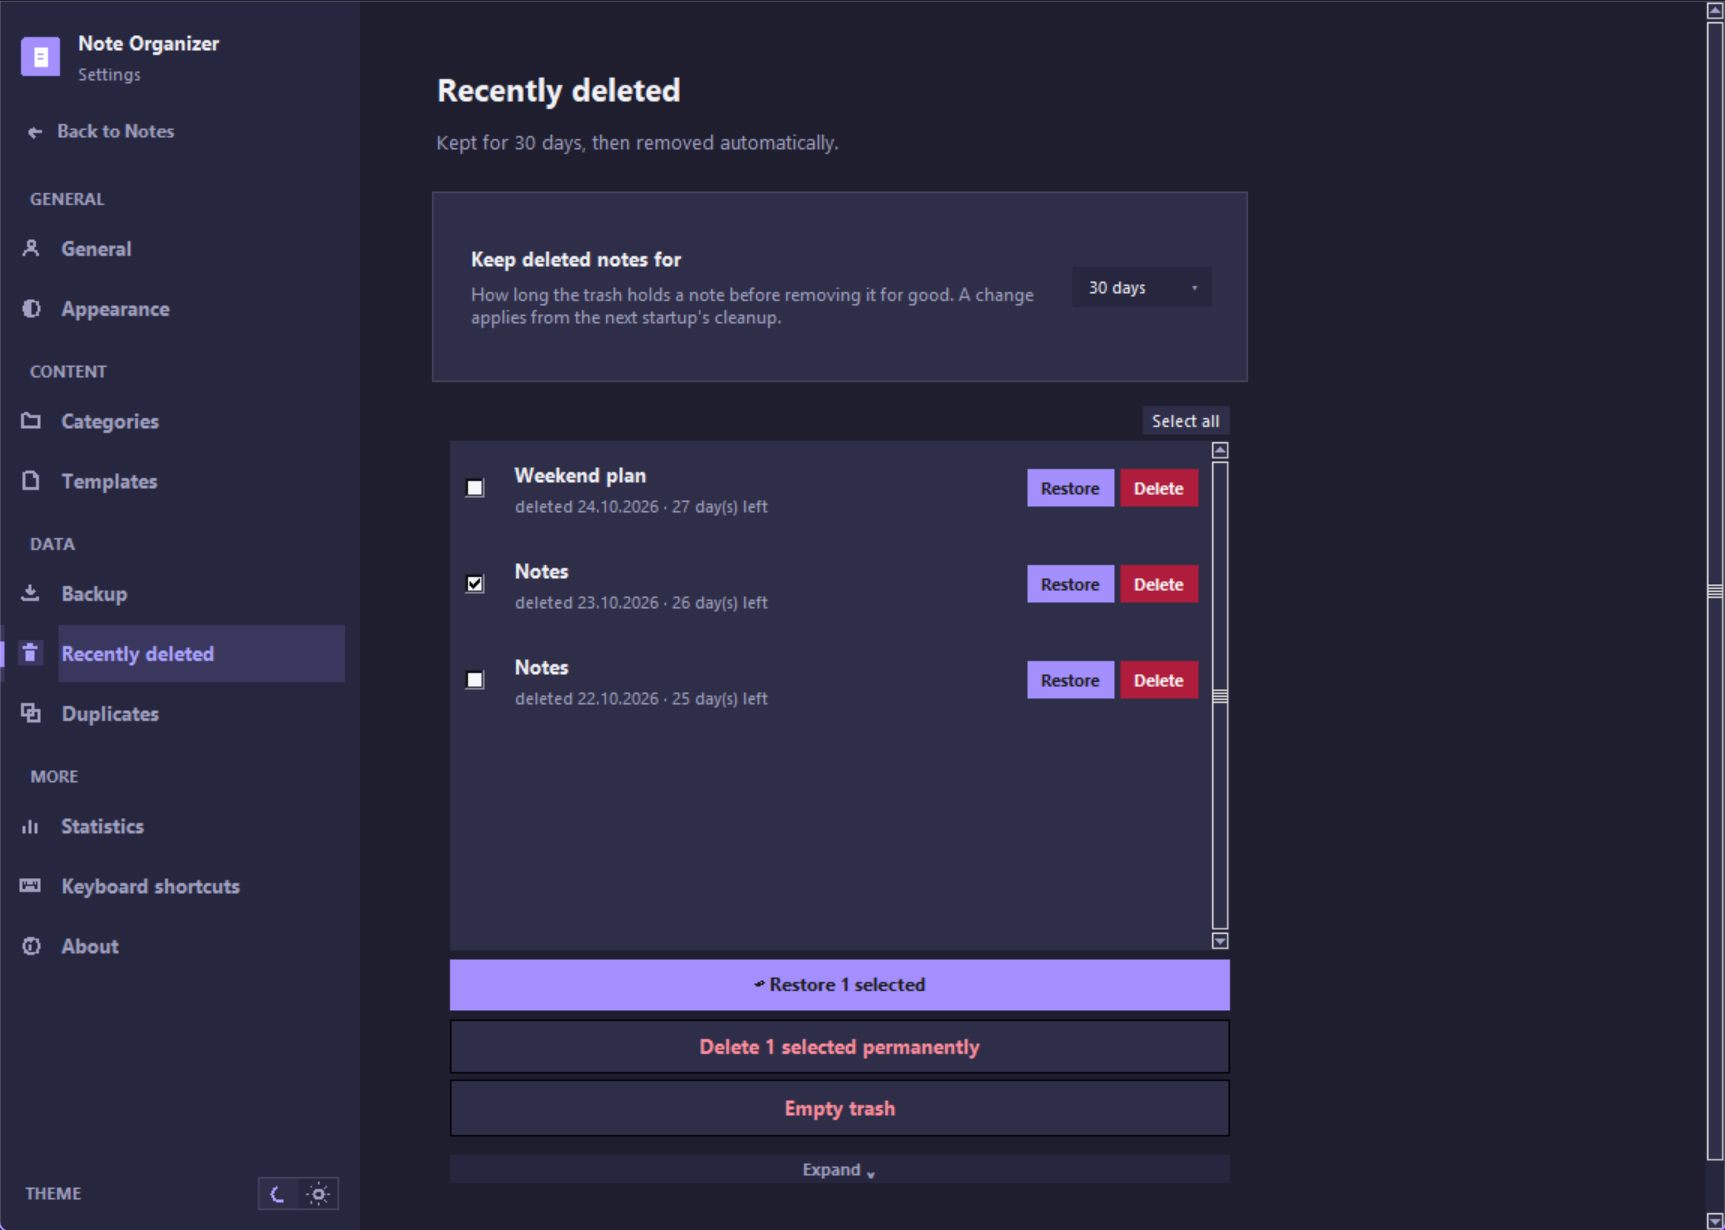 Note Organizer
Settings
Back to Notes
GENERAL
General
Appearance
CONTENT
Categories
Templates
DATA
Backup
Recently deleted
Duplicates
MORE
Statistics
Keyboard shortcuts
About
THEME
Recently deleted
Kept for 30 days, then removed automatically.
Keep deleted notes for
How long the trash holds a note before removing it for good. A change
applies from the next startup's cleanup.
30 days
Select all
Weekend plan
deleted 24.10.2026 · 27 day(s) left
Restore Delete
Notes
deleted 23.10.2026 · 26 day(s) left
Restore Delete
Notes
deleted 22.10.2026 · 25 day(s) left
Restore Delete
Restore 1 selected
Delete 1 selected permanently
Empty trash
Expand